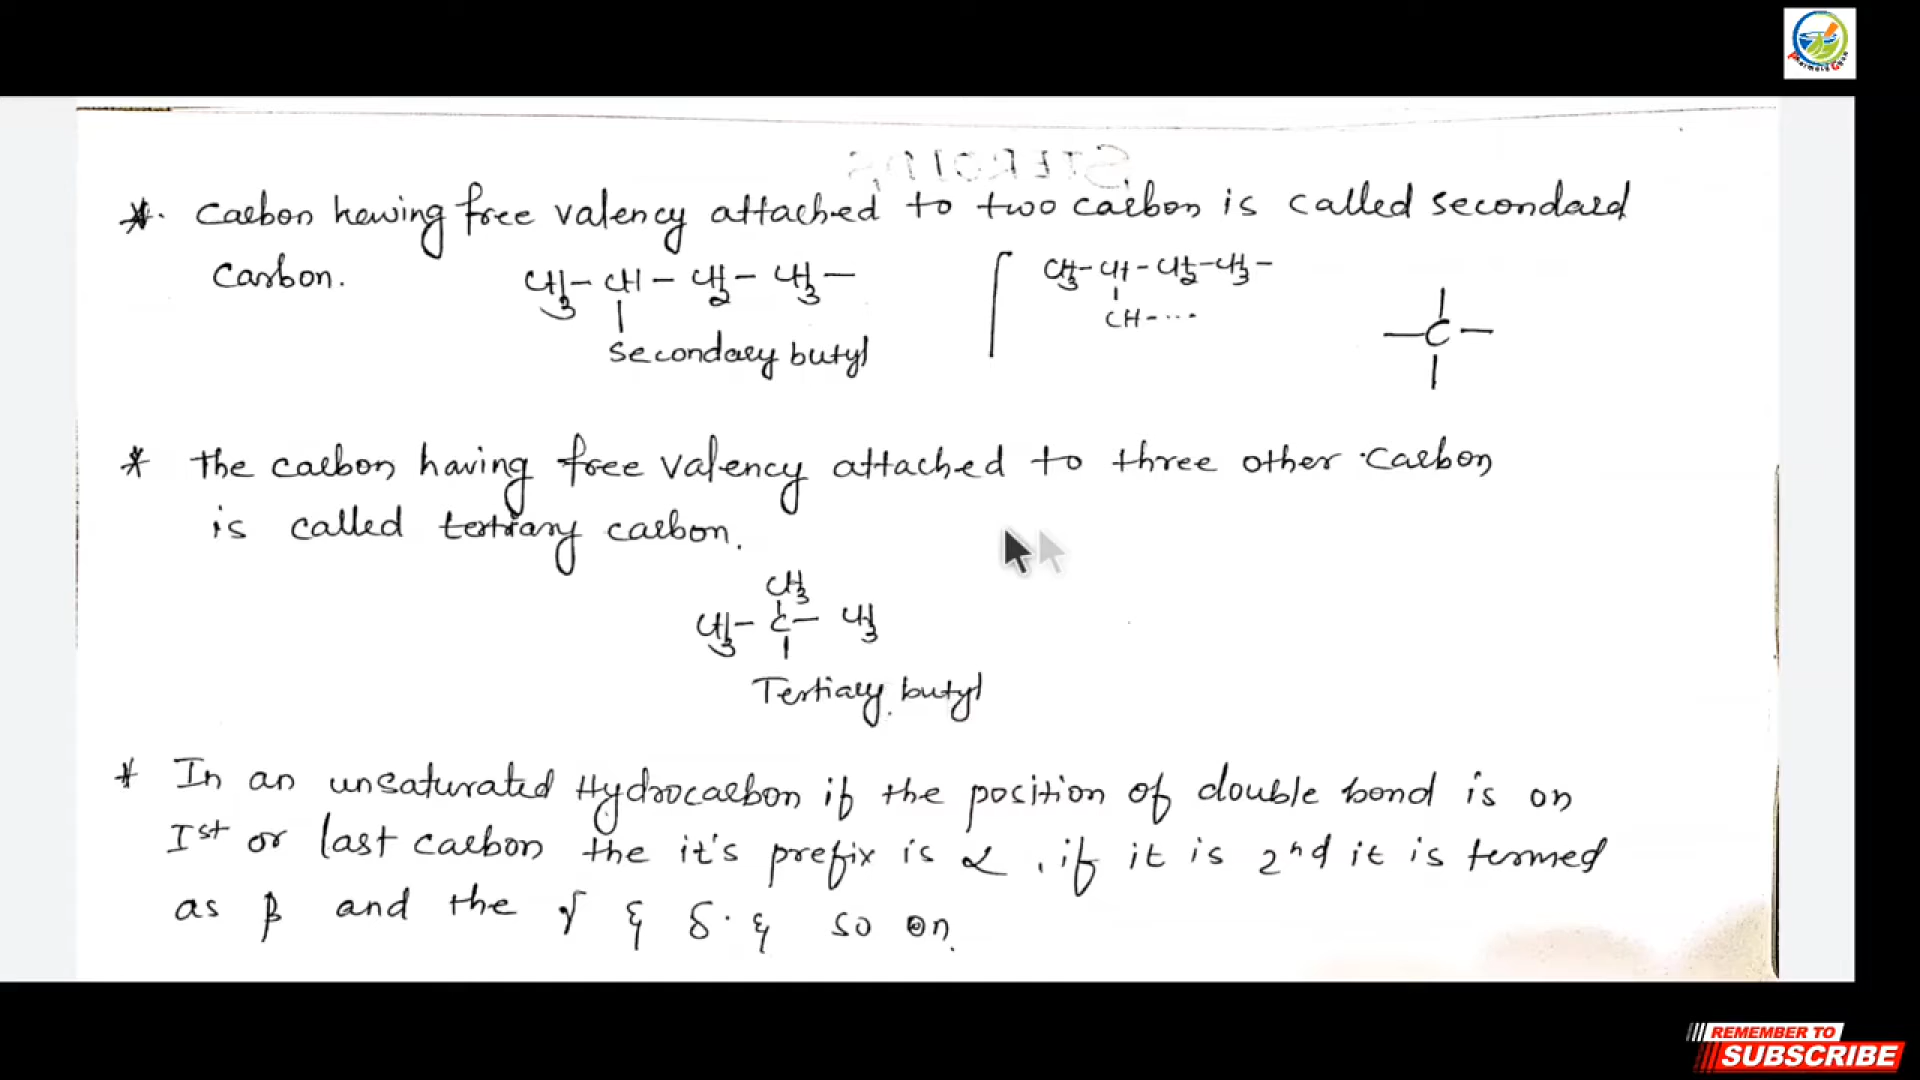 STEROIDS
*. Carbon hewing free valency attached to two carbon is called secondard
Carbon.
CH3 - CH - CH2 - CH3 -
|
Secondary butyl
CH3 - CH - CH2 - CH3 -
|
CH - ....
|
- C -
|
* The carbon having free valency attached to three other carbon
is called tertiary carbon.
CH3
|
CH3 - C - CH3
|
Tertiary butyl
* In an unsaturated Hydrocarbon if the position of double bond is on
Ist or last carbon the it's prefix is α , if it is 2nd it is termed
as β and the γ & δ. & so on.
REMEMBER TO
SUBSCRIBE